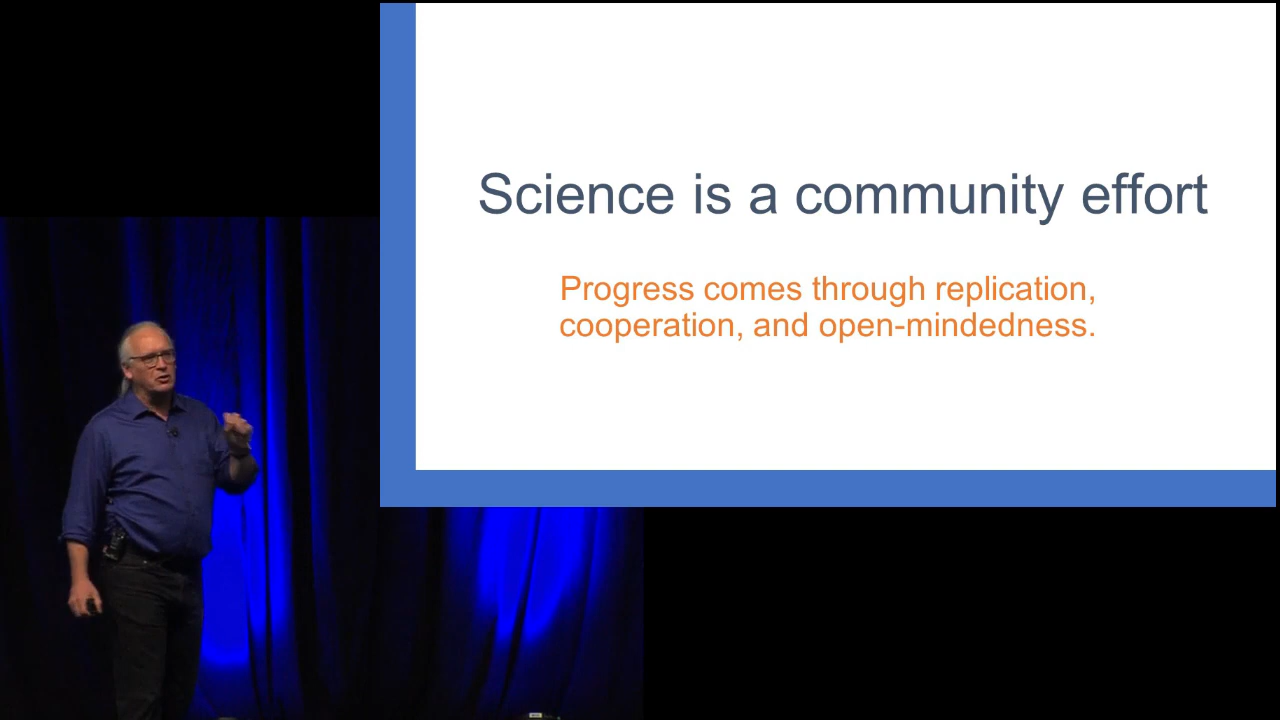 Science is a community effort
Progress comes through replication,
cooperation, and open-mindedness.